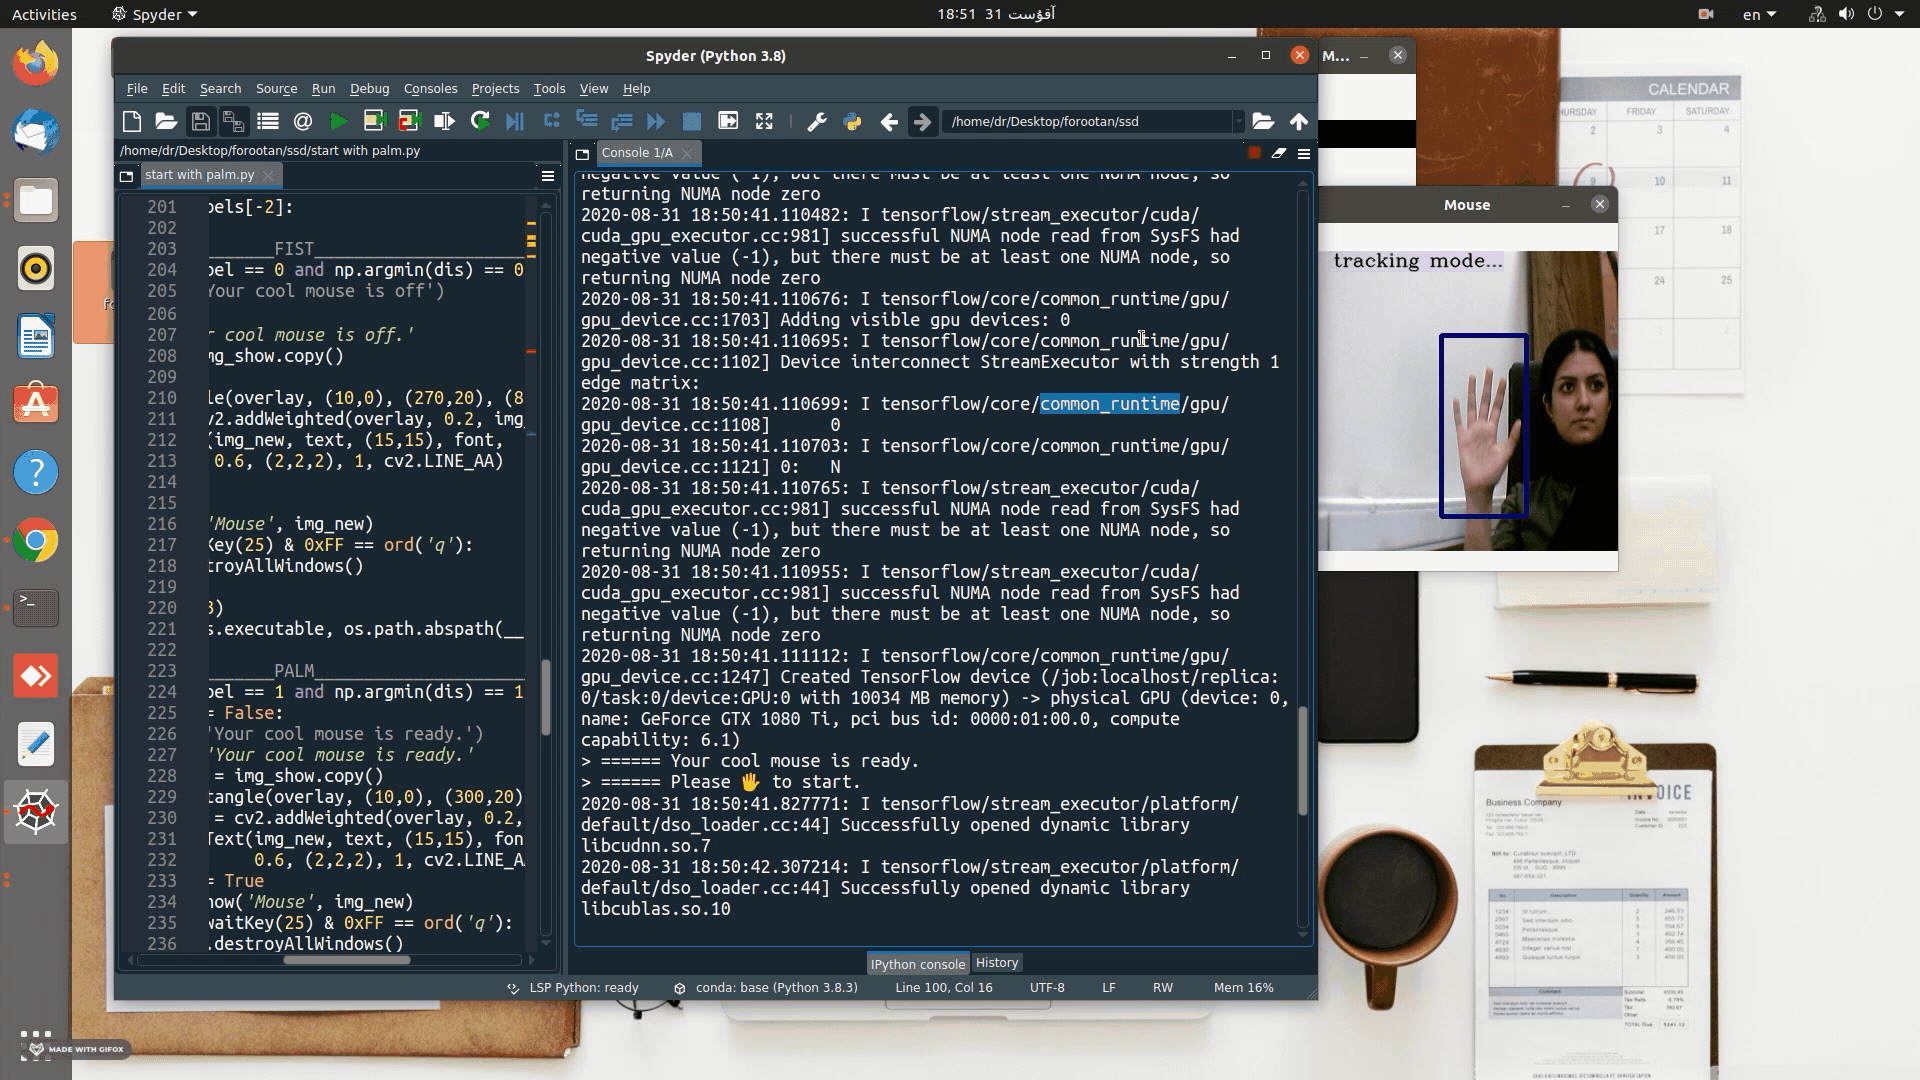 Activities
Spyder
18:51 31 آقۇست
en
Spyder (Python 3.8)
M...
File Edit Search Source Run Debug Consoles Projects Tools View Help
/home/dr/Desktop/forootan/ssd
/home/dr/Desktop/forootan/ssd/start with palm.py
start with palm.py
201 pels[-2]:
202
203 _______FIST_____________________
204 pel == 0 and np.argmin(dis) == 0
205 'Your cool mouse is off')
206
207 r cool mouse is off.'
208 mg_show.copy()
209
210 le(overlay, (10,0), (270,20), (8
211 v2.addWeighted(overlay, 0.2, img_
212 (img_new, text, (15,15), font,
213 0.6, (2,2,2), 1, cv2.LINE_AA)
214
215
216 'Mouse', img_new)
217 Key(25) & 0xFF == ord('q'):
218 troyAllWindows()
219
220 3)
221 s.executable, os.path.abspath(__
222
223 _______PALM_____________________
224 pel == 1 and np.argmin(dis) == 1
225 = False:
226 'Your cool mouse is ready.')
227 'Your cool mouse is ready.'
228 = img_show.copy()
229 tangle(overlay, (10,0), (300,20)
230 = cv2.addWeighted(overlay, 0.2,
231 Text(img_new, text, (15,15), fon
232 0.6, (2,2,2), 1, cv2.LINE_A
233 = True
234 how('Mouse', img_new)
235 waitKey(25) & 0xFF == ord('q'):
236 .destroyAllWindows()
Console 1/A
negative value (-1), but there must be at least one NUMA node, so
returning NUMA node zero
2020-08-31 18:50:41.110482: I tensorflow/stream_executor/cuda/
cuda_gpu_executor.cc:981] successful NUMA node read from SysFS had
negative value (-1), but there must be at least one NUMA node, so
returning NUMA node zero
2020-08-31 18:50:41.110676: I tensorflow/core/common_runtime/gpu/
gpu_device.cc:1703] Adding visible gpu devices: 0
2020-08-31 18:50:41.110695: I tensorflow/core/common_runtime/gpu/
gpu_device.cc:1102] Device interconnect StreamExecutor with strength 1
edge matrix:
2020-08-31 18:50:41.110699: I tensorflow/core/common_runtime/gpu/
gpu_device.cc:1108] 0
2020-08-31 18:50:41.110703: I tensorflow/core/common_runtime/gpu/
gpu_device.cc:1121] 0: N
2020-08-31 18:50:41.110765: I tensorflow/stream_executor/cuda/
cuda_gpu_executor.cc:981] successful NUMA node read from SysFS had
negative value (-1), but there must be at least one NUMA node, so
returning NUMA node zero
2020-08-31 18:50:41.110955: I tensorflow/stream_executor/cuda/
cuda_gpu_executor.cc:981] successful NUMA node read from SysFS had
negative value (-1), but there must be at least one NUMA node, so
returning NUMA node zero
2020-08-31 18:50:41.111112: I tensorflow/core/common_runtime/gpu/
gpu_device.cc:1247] Created TensorFlow device (/job:localhost/replica:
0/task:0/device:GPU:0 with 10034 MB memory) -> physical GPU (device: 0,
name: GeForce GTX 1080 Ti, pci bus id: 0000:01:00.0, compute
capability: 6.1)
> ====== Your cool mouse is ready.
> ====== Please 🖐 to start.
2020-08-31 18:50:41.827771: I tensorflow/stream_executor/platform/
default/dso_loader.cc:44] Successfully opened dynamic library
libcudnn.so.7
2020-08-31 18:50:42.307214: I tensorflow/stream_executor/platform/
default/dso_loader.cc:44] Successfully opened dynamic library
libcublas.so.10
IPython console History
LSP Python: ready conda: base (Python 3.8.3) Line 100, Col 16 UTF-8 LF RW Mem 16%
Mouse
tracking mode...
CALENDAR
FRIDAY SATURDAY
2 3 4
9 10 11
17 18
24 25
INVOICE
Business Company
MADE WITH GIFOX